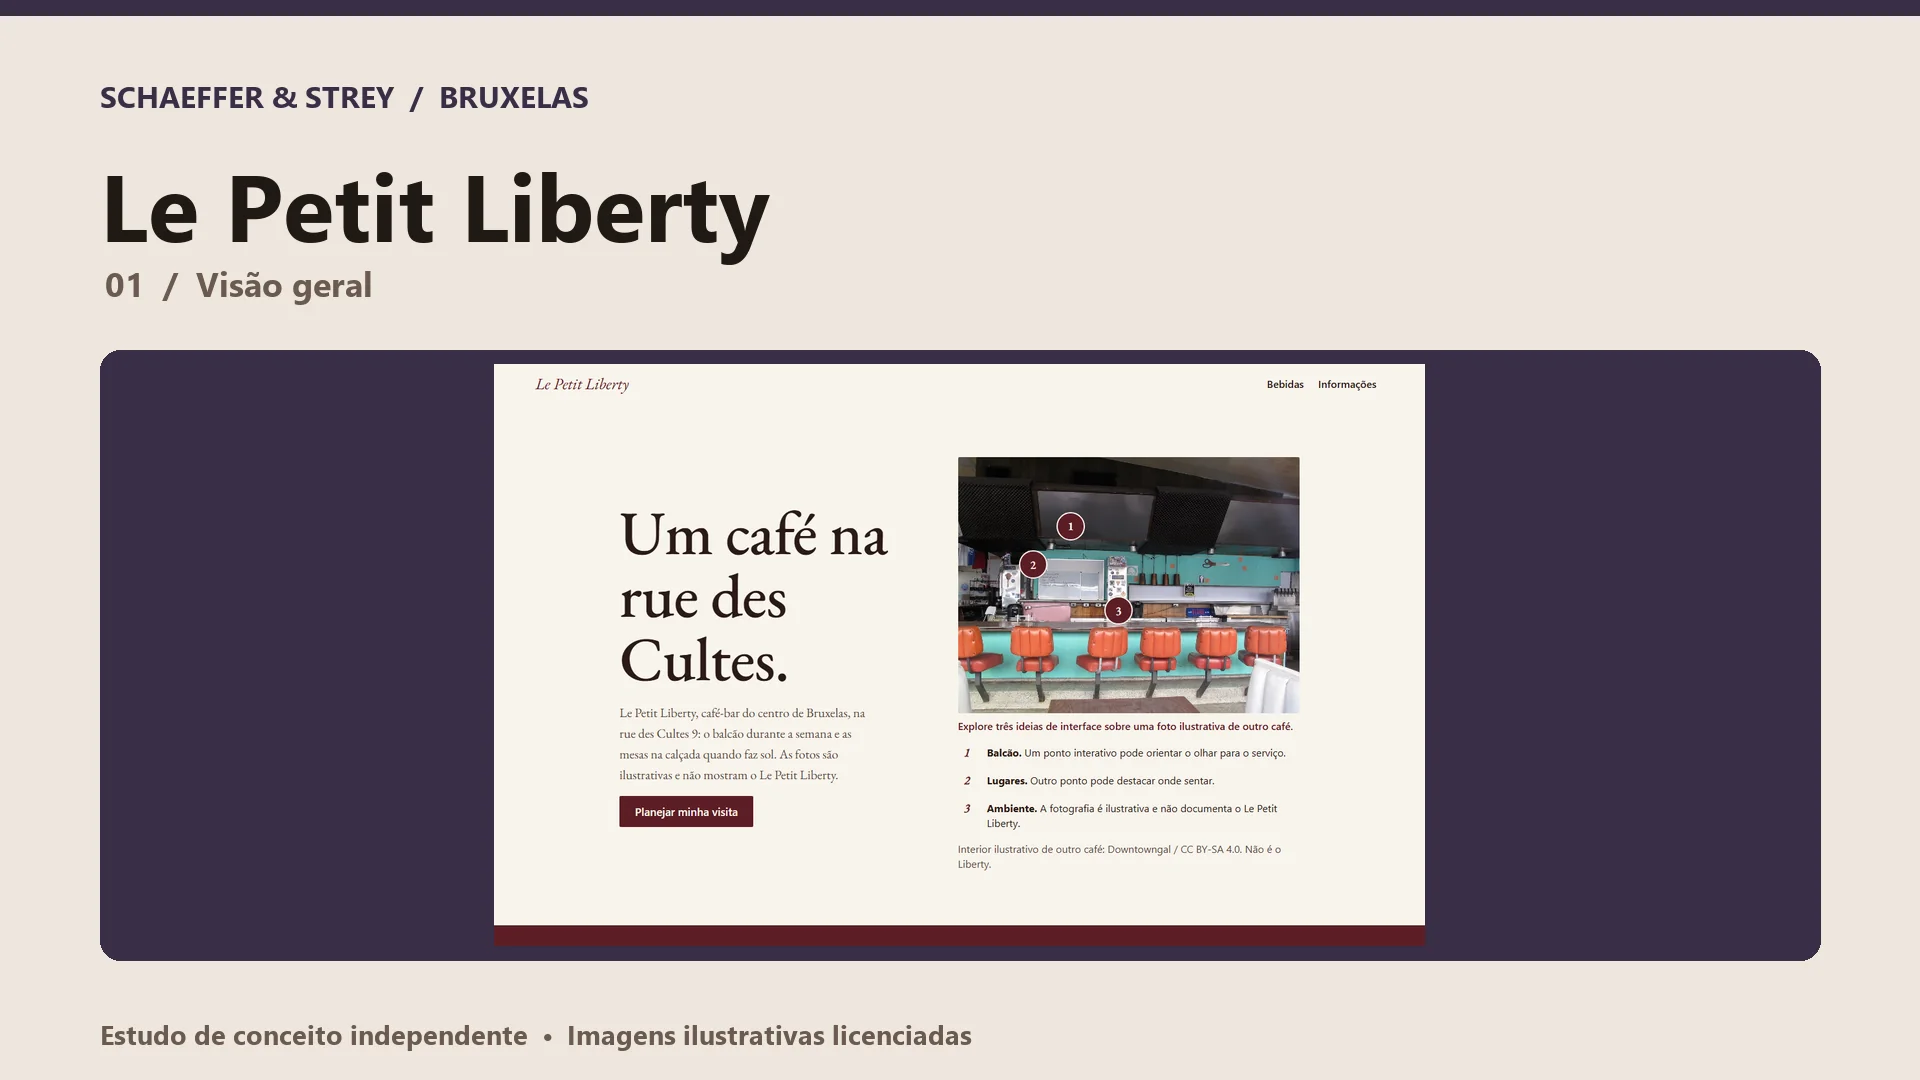 SCHAEFFER & STREY / BRUXELAS
Le Petit Liberty
01 / Visão geral
Le Petit Liberty
Bebidas Informações
Um café na
rue des
Cultes.
Le Petit Liberty, café-bar do centro de Bruxelas, na
rue des Cultes 9: o balcão durante a semana e as
mesas na calçada quando faz sol. As fotos são
ilustrativas e não mostram o Le Petit Liberty.
Planejar minha visita
1
2
3
Explore três ideias de interface sobre uma foto ilustrativa de outro café.
1 Balcão. Um ponto interativo pode orientar o olhar para o serviço.
2 Lugares. Outro ponto pode destacar onde sentar.
3 Ambiente. A fotografia é ilustrativa e não documenta o Le Petit
Liberty.
Interior ilustrativo de outro café: Downtowngal / CC BY-SA 4.0. Não é o
Liberty.
Estudo de conceito independente • Imagens ilustrativas licenciadas